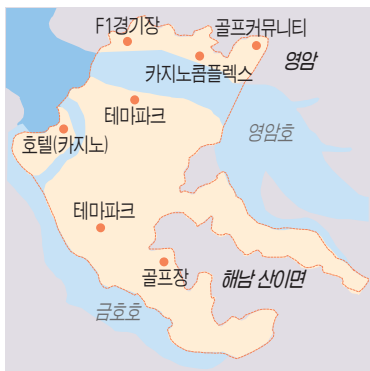 F1경기장
골프커뮤니티
영암
카지노콤플렉스
테마파크
영암호
호텔(카지노)
테마파크
골프장
해남 산이면
금호호